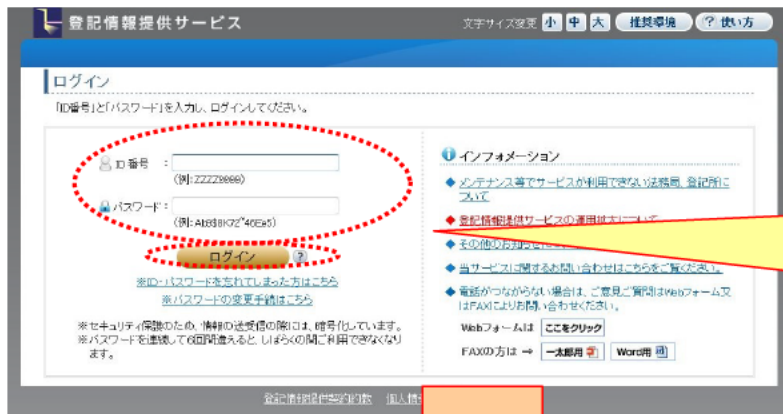 登記情報提供サービス
文字サイズ変更 小 中 大 推奨環境 ? 使い方
ログイン
「ID番号」と「パスワード」を入力し、ログインしてください。
ID番号 :
(例:ZZZZ9999)
パスワード :
ログイン ?
※ID・パスワードを忘れてしまった方はこちら
※パスワードの変更手続はこちら
※セキュリティ保護のため、情報の送受信の際には、暗号化しています。
※パスワードを連続して6回間違えると、しばらくの間ご利用できなくなり
ます。
インフォメーション
メンテナンス等でサービスが利用できない法務局、登記所に
ついて
登記情報提供サービスの運用拡大について
その他のお知らせ
当サービスに関するお問い合わせはこちらをご覧ください。
電話がつながらない場合は、ご意見ご質問はWebフォーム又
はFAXによりお問い合わせください。
Webフォームは ここをクリック
FAXの方は ⇒ 一太郎用 Word用
登記情報提供契約約款 個人情